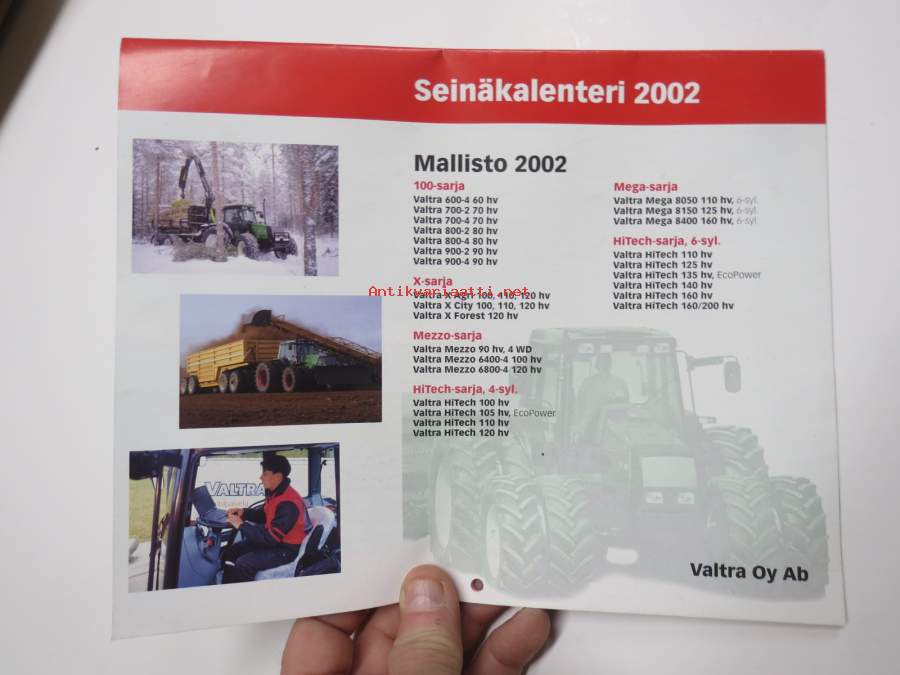 Seinäkalenteri 2002
Mallisto 2002
100-sarja
Valtra 600-4 60 hv
Valtra 700-2 70 hv
Valtra 700-4 70 hv
Valtra 800-2 80 hv
Valtra 800-4 80 hv
Valtra 900-2 90 hv
Valtra 900-4 90 hv
X-sarja
Valtra X Agri 100, 110, 120 hv
Valtra X City 100, 110, 120 hv
Valtra X Forest 120 hv
Mezzo-sarja
Valtra Mezzo 90 hv, 4 WD
Valtra Mezzo 6400-4 100 hv
Valtra Mezzo 6800-4 120 hv
HiTech-sarja, 4-syl.
Valtra HiTech 100 hv
Valtra HiTech 105 hv, EcoPower
Valtra HiTech 110 hv
Valtra HiTech 120 hv
Mega-sarja
Valtra Mega 8050 110 hv, 6-syl.
Valtra Mega 8150 125 hv, 6-syl.
Valtra Mega 8400 160 hv, 6-syl.
HiTech-sarja, 6-syl.
Valtra HiTech 110 hv
Valtra HiTech 125 hv
Valtra HiTech 135 hv, EcoPower
Valtra HiTech 140 hv
Valtra HiTech 160 hv
Valtra HiTech 160/200 hv
Antikvariaatti.net
VALTRA
Valtra Oy Ab